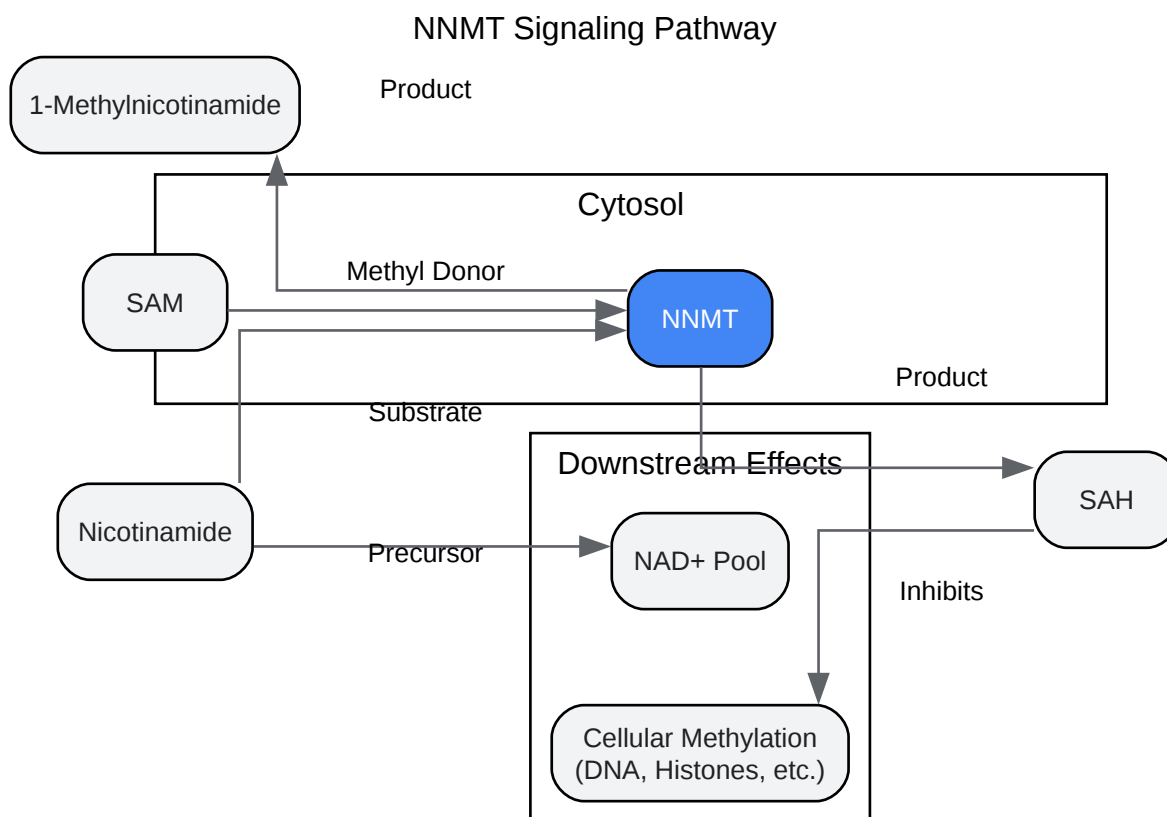 NNMT Signaling Pathway
Product
1-Methylnicotinamide
Cytosol
Methyl Donor
SAM
NNMT
Product
Substrate
Downstream Effects
SAH
Nicotinamide
Precursor
NAD+ Pool
Inhibits
Cellular Methylation
(DNA, Histones, etc.)